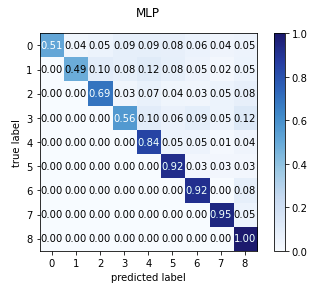 MLP
true label
0 0.51 0.04 0.05 0.09 0.09 0.08 0.06 0.04 0.05
1 0.00 0.49 0.10 0.08 0.12 0.08 0.05 0.02 0.05
2 0.00 0.00 0.69 0.03 0.07 0.04 0.03 0.05 0.08
3 0.00 0.00 0.00 0.56 0.10 0.06 0.09 0.05 0.12
4 0.00 0.00 0.00 0.00 0.84 0.05 0.05 0.01 0.04
5 0.00 0.00 0.00 0.00 0.00 0.92 0.03 0.03 0.03
6 0.00 0.00 0.00 0.00 0.00 0.00 0.92 0.00 0.08
7 0.00 0.00 0.00 0.00 0.00 0.00 0.00 0.95 0.05
8 0.00 0.00 0.00 0.00 0.00 0.00 0.00 0.00 1.00
0 1 2 3 4 5 6 7 8
predicted label
1.0
0.8
0.6
0.4
0.2
0.0